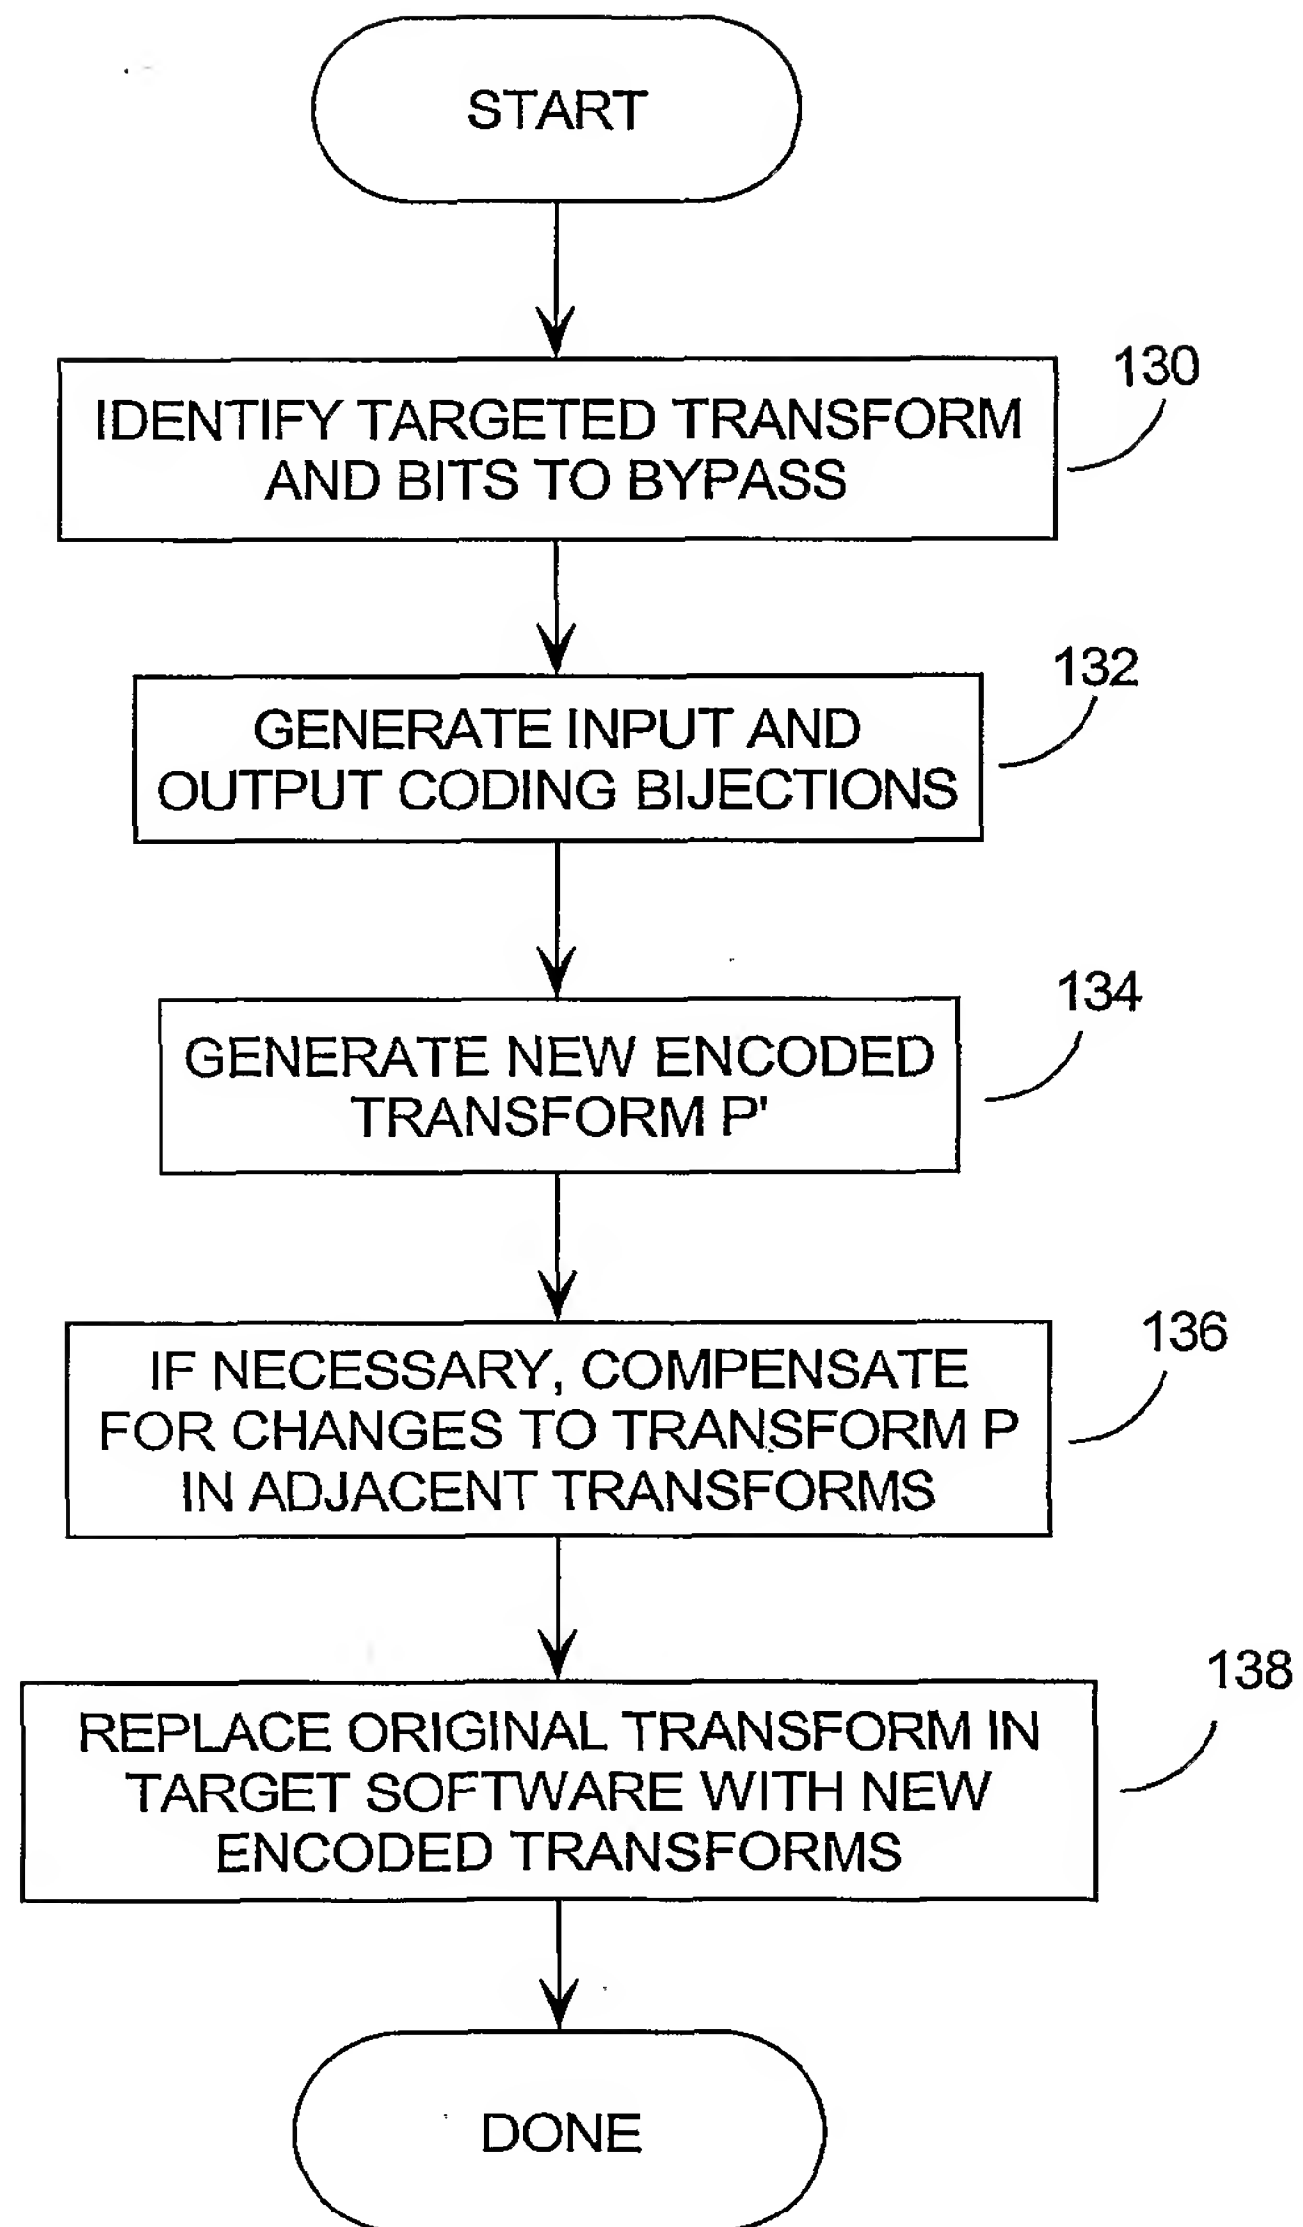 START
130
IDENTIFY TARGETED TRANSFORM
AND BITS TO BYPASS
132
GENERATE INPUT AND
OUTPUT CODING BIJECTIONS
134
GENERATE NEW ENCODED
TRANSFORM P'
136
IF NECESSARY, COMPENSATE
FOR CHANGES TO TRANSFORM P
IN ADJACENT TRANSFORMS
138
REPLACE ORIGINAL TRANSFORM IN
TARGET SOFTWARE WITH NEW
ENCODED TRANSFORMS
DONE